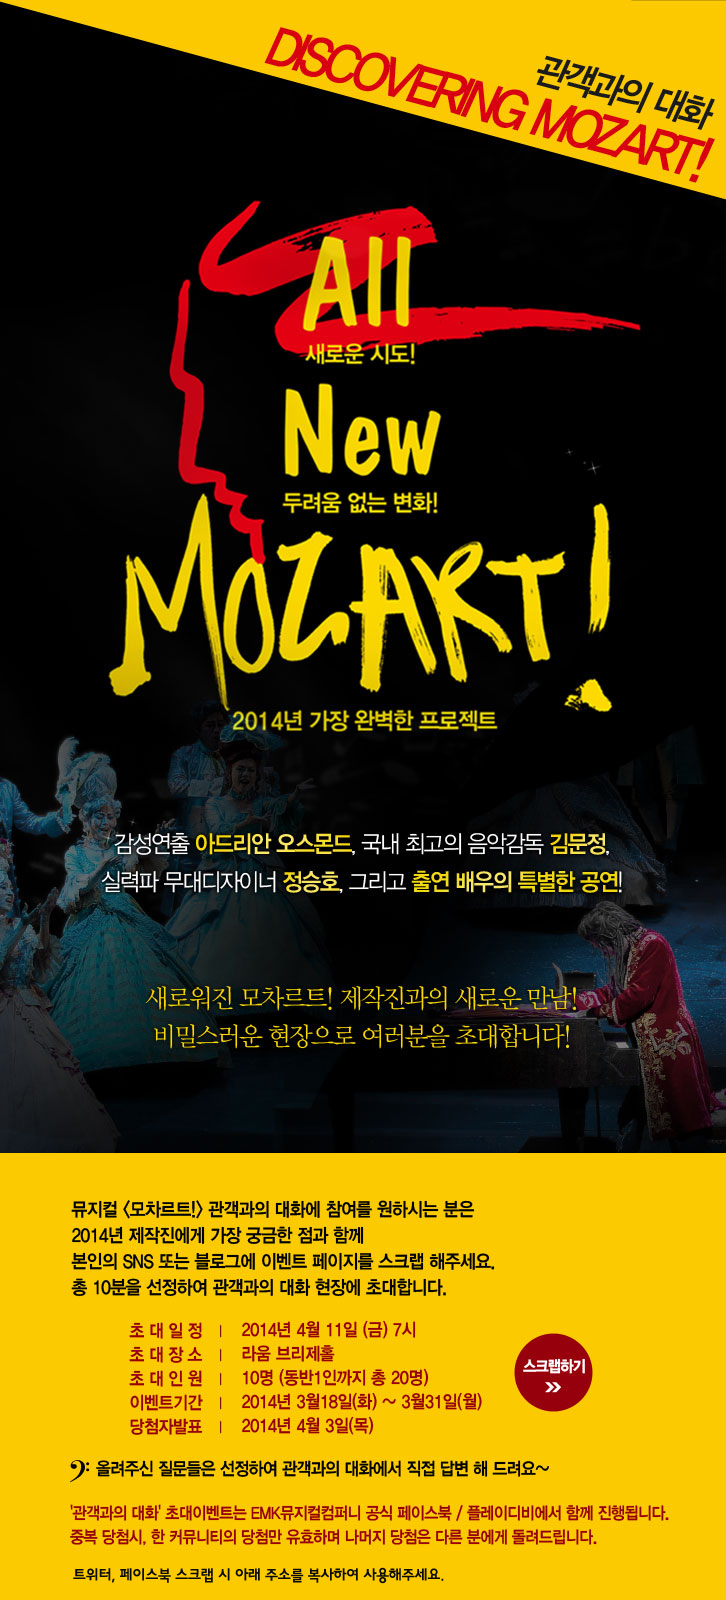 관객과의 대화
DISCOVERING MOZART!
All
새로운 시도!
New
두려움 없는 변화!
MOZART!
2014년 가장 완벽한 프로젝트
감성연출 아드리안 오스몬드, 국내 최고의 음악감독 김문정,
실력파 무대디자이너 정승호, 그리고 출연 배우의 특별한 공연!
새로워진 모차르트! 제작진과의 새로운 만남!
비밀스러운 현장으로 여러분을 초대합니다!
뮤지컬 <모차르트!> 관객과의 대화에 참여를 원하시는 분은
2014년 제작진에게 가장 궁금한 점과 함께
본인의 SNS 또는 블로그에 이벤트 페이지를 스크랩 해주세요.
총 10분을 선정하여 관객과의 대화 현장에 초대합니다.
초대일정 | 2014년 4월 11일 (금) 7시
초대장소 | 라움 브리제홀
초대인원 | 10명 (동반1인까지 총 20명)
이벤트기간 | 2014년 3월18일(화) ~ 3월31일(월)
당첨자발표 | 2014년 4월 3일(목)
스크랩하기
올려주신 질문들은 선정하여 관객과의 대화에서 직접 답변 해 드려요~
'관객과의 대화' 초대이벤트는 EMK뮤지컬컴퍼니 공식 페이스북 / 플레이디비에서 함께 진행됩니다.
중복 당첨시, 한 커뮤니티의 당첨만 유효하며 나머지 당첨은 다른 분에게 돌려드립니다.
트위터, 페이스북 스크랩 시 아래 주소를 복사하여 사용해주세요.